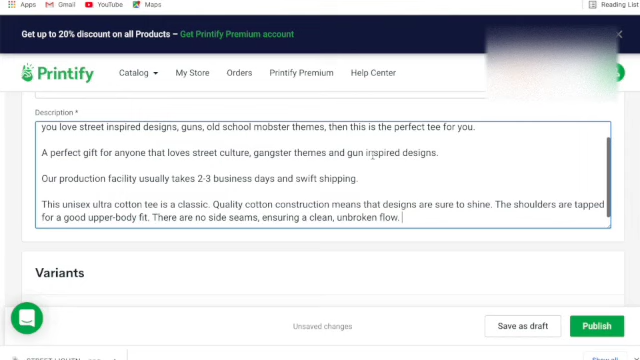 Apps Gmail YouTube Maps Reading List
Get up to 20% discount on all Products – Get Printify Premium account
Printify Catalog My Store Orders Printify Premium Help Center
Description *
you love street inspired designs, guns, old school mobster themes, then this is the perfect tee for you.
A perfect gift for anyone that loves street culture, gangster themes and gun inspired designs.
Our production facility usually takes 2-3 business days and swift shipping.
This unisex ultra cotton tee is a classic. Quality cotton construction means that designs are sure to shine. The shoulders are tapped
for a good upper-body fit. There are no side seams, ensuring a clean, unbroken flow.
Variants
Unsaved changes Save as draft Publish